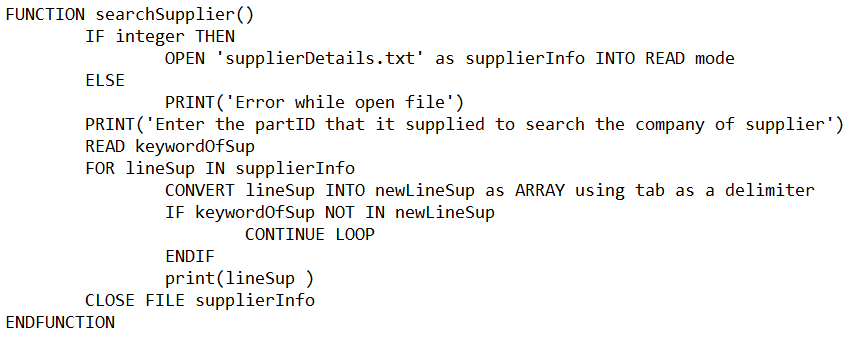 FUNCTION searchSupplier()
IF integer THEN
OPEN 'supplierDetails.txt' as supplierInfo INTO READ mode
ELSE
PRINT('Error while open file')
PRINT('Enter the partID that it supplied to search the company of supplier')
READ keywordOfSup
FOR lineSup IN supplierInfo
CONVERT lineSup INTO newLineSup as ARRAY using tab as a delimiter
IF keywordOfSup NOT IN newLineSup
CONTINUE LOOP
ENDIF
print(lineSup )
CLOSE FILE supplierInfo
ENDFUNCTION